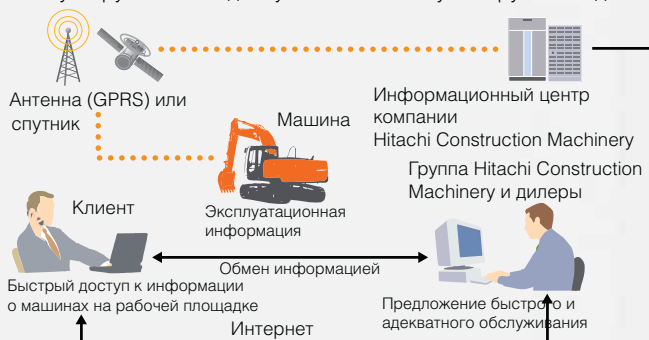 Антенна (GPRS) или
спутник
Информационный центр
компании
Hitachi Construction Machinery
Машина
Группа Hitachi Construction
Machinery и дилеры
Клиент
Эксплуатационная
информация
Обмен информацией
Быстрый доступ к информации
о машинах на рабочей площадке
Предложение быстрого и
адекватного обслуживания
Интернет